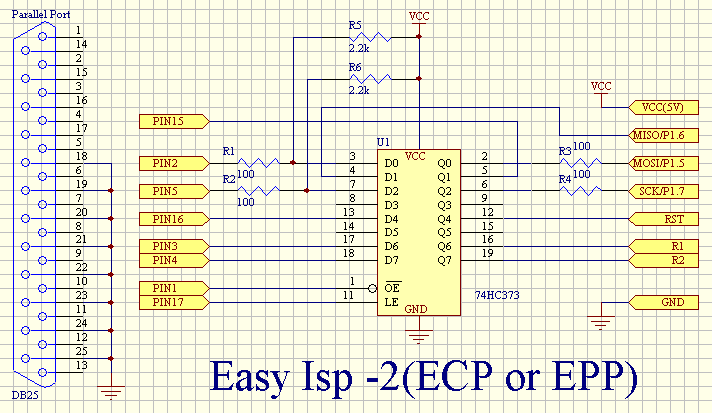 Parallel Port
1
14
2
15
3
16
4
17
5
18
6
19
7
20
8
21
9
22
10
23
11
24
12
25
13
DB25
PIN15
PIN2
PIN5
PIN16
PIN3
PIN4
PIN1
PIN17
R5
2.2k
R6
2.2k
R1
100
R2
100
VCC
U1
VCC
3 D0 Q0 2
4 D1 Q1 5
7 D2 Q2 6
8 D3 Q3 9
13 D4 Q4 12
14 D5 Q5 15
17 D6 Q6 16
18 D7 Q7 19
1 OE
11 LE
GND
74HC373
R3 100
R4 100
VCC
VCC(5V)
MISO/P1.6
MOSI/P1.5
SCK/P1.7
RST
R1
R2
GND
Easy Isp -2(ECP or EPP)